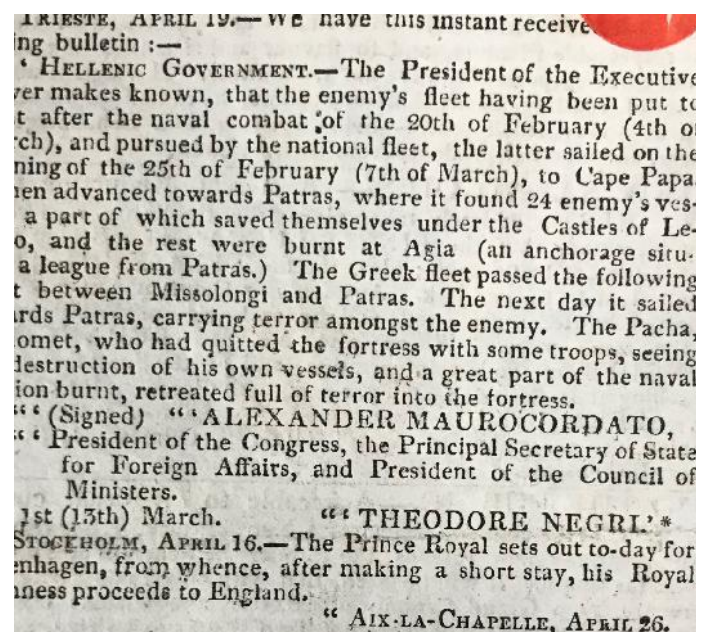 TRIESTE, APRIL 19.—We have this instant receive
ing bulletin :—
‘ HELLENIC GOVERNMENT.—The President of the Executive
ver makes known, that the enemy's fleet having been put to
t after the naval combat of the 20th of February (4th o
rch), and pursued by the national fleet, the latter sailed on the
ning of the 25th of February (7th of March), to Cape Papa.
hen advanced towards Patras, where it found 24 enemy's ves-
a part of which saved themselves under the Castles of Le-
o, and the rest were burnt at Agia (an anchorage situ-
a league from Patras.) The Greek fleet passed the following
t between Missolongi and Patras. The next day it sailed
ards Patras, carrying terror amongst the enemy. The Pacha,
omet, who had quitted the fortress with some troops, seeing
destruction of his own vessels, and a great part of the naval
ion burnt, retreated full of terror into the fortress.
“‘ (Signed) “‘ ALEXANDER MAUROCORDATO,
“‘ President of the Congress, the Principal Secretary of State
for Foreign Affairs, and President of the Council of
Ministers.
1st (13th) March. “‘ THEODORE NEGRI.’*
STOCKHOLM, APRIL 16.—The Prince Royal sets out to-day for
enhagen, from whence, after making a short stay, his Royal
hness proceeds to England.
“ AIX-LA-CHAPELLE, APRIL 26.